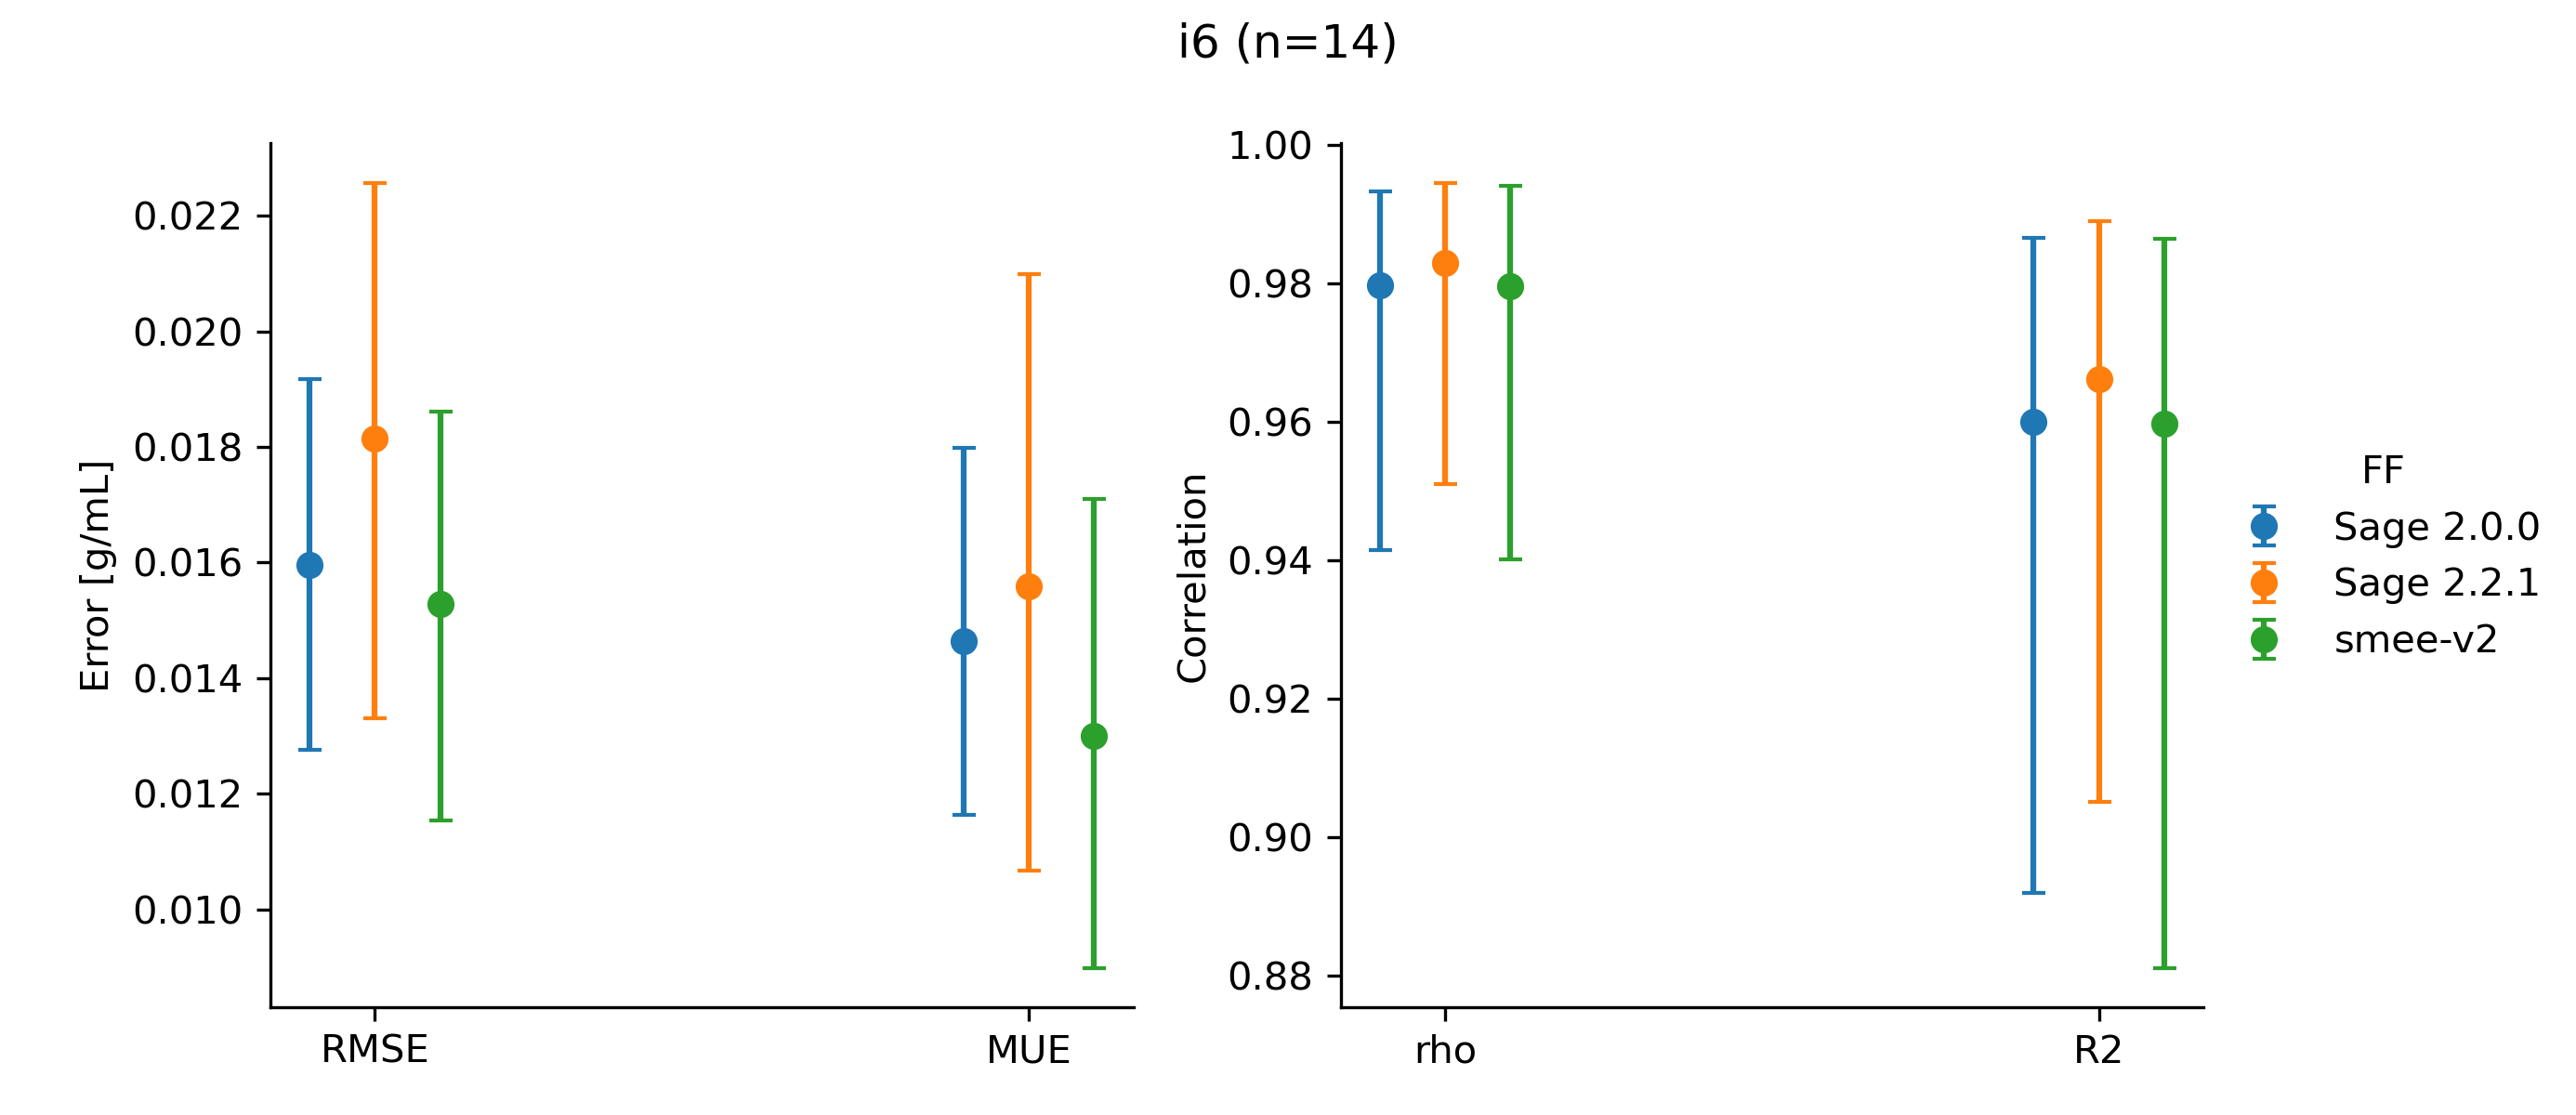 i6 (n=14)
Error [g/mL]
0.022
0.020
0.018
0.016
0.014
0.012
0.010
RMSE
MUE
Correlation
1.00
0.98
0.96
0.94
0.92
0.90
0.88
rho
R2
FF
Sage 2.0.0
Sage 2.2.1
smee-v2